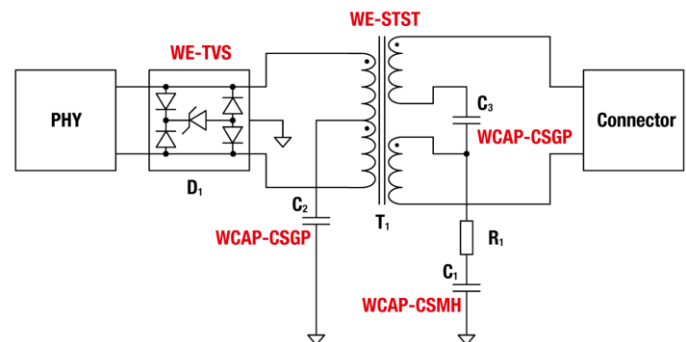 WE-STST
WE-TVS
PHY
C3
WCAP-CSGP
Connector
D1
C2
T1
WCAP-CSGP
R1
C1
WCAP-CSMH